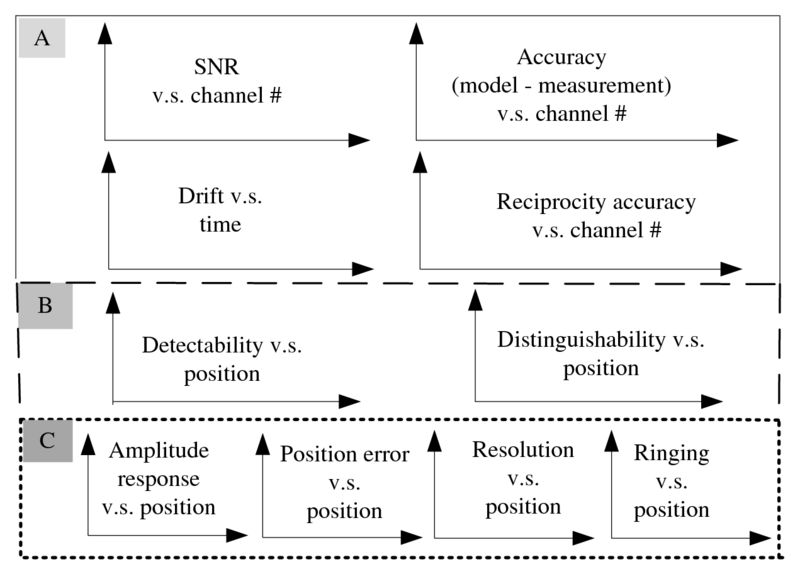 A
SNR
v.s. channel #
Accuracy
(model - measurement)
v.s. channel #
Drift v.s.
time
Reciprocity accuracy
v.s. channel #
B
Detectability v.s.
position
Distinguishability v.s.
position
C
Amplitude
response
v.s. position
Position error
v.s.
position
Resolution
v.s.
position
Ringing
v.s.
position